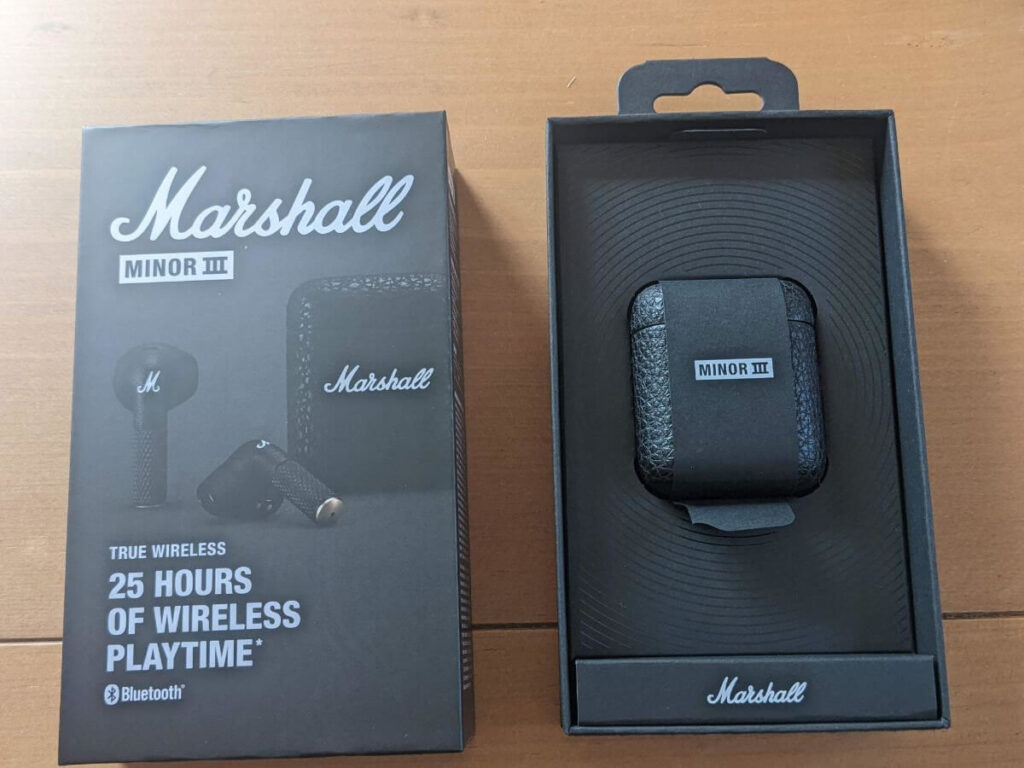 Marshall
MINOR III
M
Marshall
TRUE WIRELESS
25 HOURS
OF WIRELESS
PLAYTIME*
Bluetooth®
MINOR III
Marshall